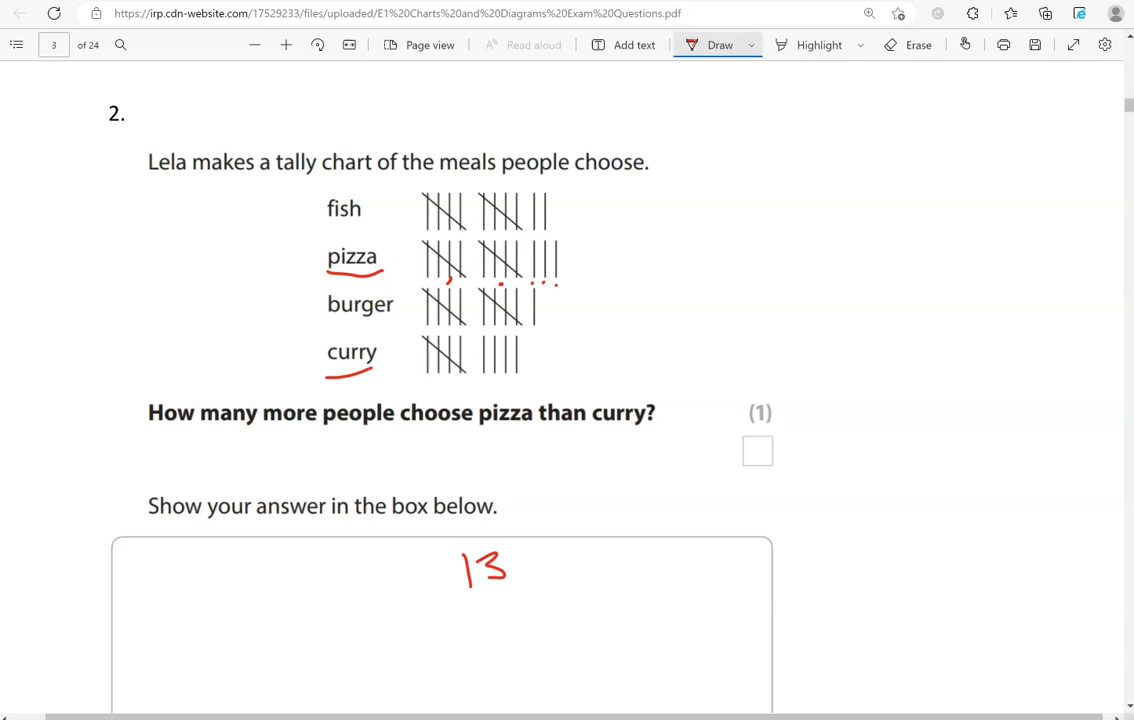 https://irp.cdn-website.com/17529233/files/uploaded/E1%20Charts%20and%20Diagrams%20Exam%20Questions.pdf
3 of 24 Page view Read aloud Add text Draw Highlight Erase
2.
Lela makes a tally chart of the meals people choose.
fish
pizza
burger
curry
How many more people choose pizza than curry? (1)
Show your answer in the box below.
13